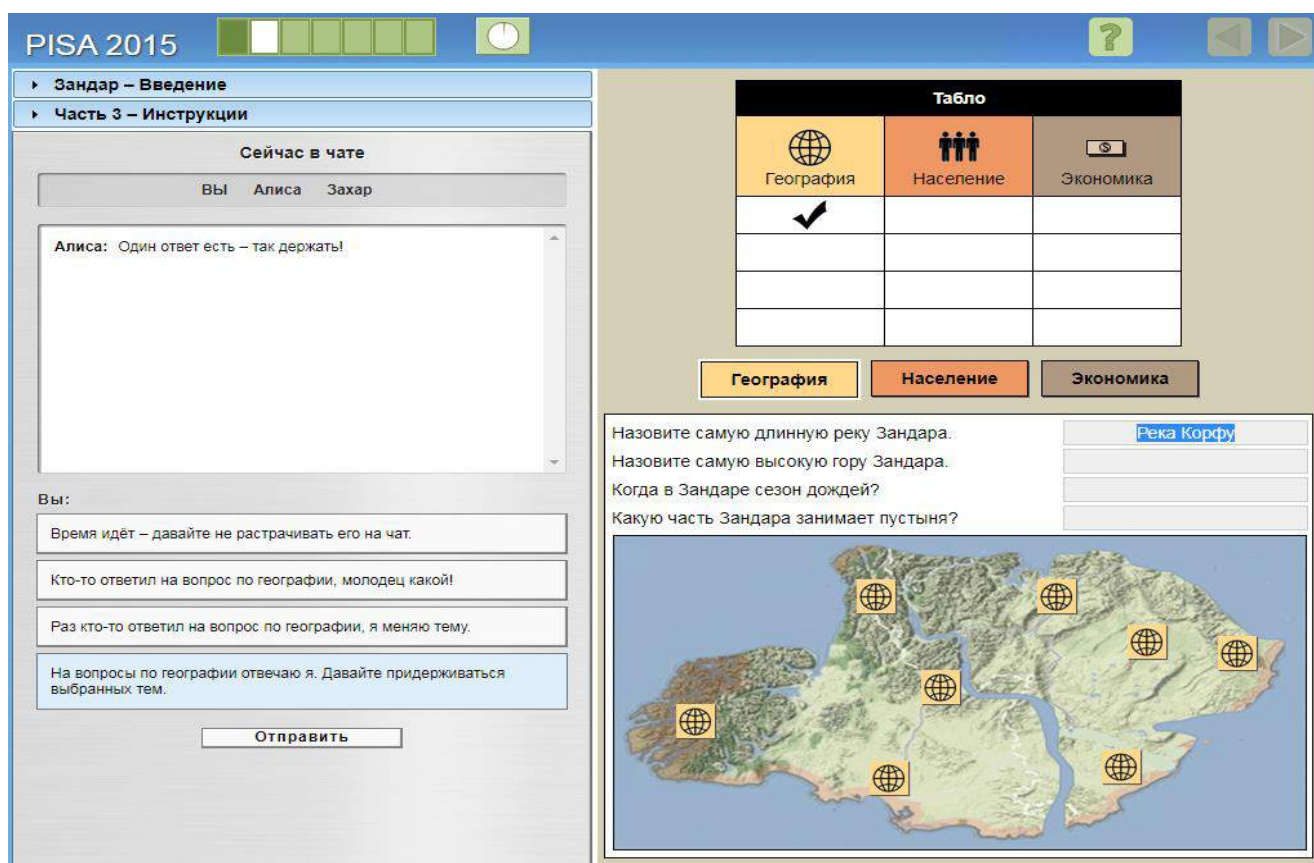 PISA 2015
?
Зандар – Введение
Часть 3 – Инструкции
Сейчас в чате
ВЫ Алиса Захар
Алиса: Один ответ есть – так держать!
Вы:
Время идёт – давайте не растрачивать его на чат.
Кто-то ответил на вопрос по географии, молодец какой!
Раз кто-то ответил на вопрос по географии, я меняю тему.
На вопросы по географии отвечаю я. Давайте придерживаться
выбранных тем.
Отправить
Табло
$
География Население Экономика
География Население Экономика
Назовите самую длинную реку Зандара. Река Корфу
Назовите самую высокую гору Зандара.
Когда в Зандаре сезон дождей?
Какую часть Зандара занимает пустыня?